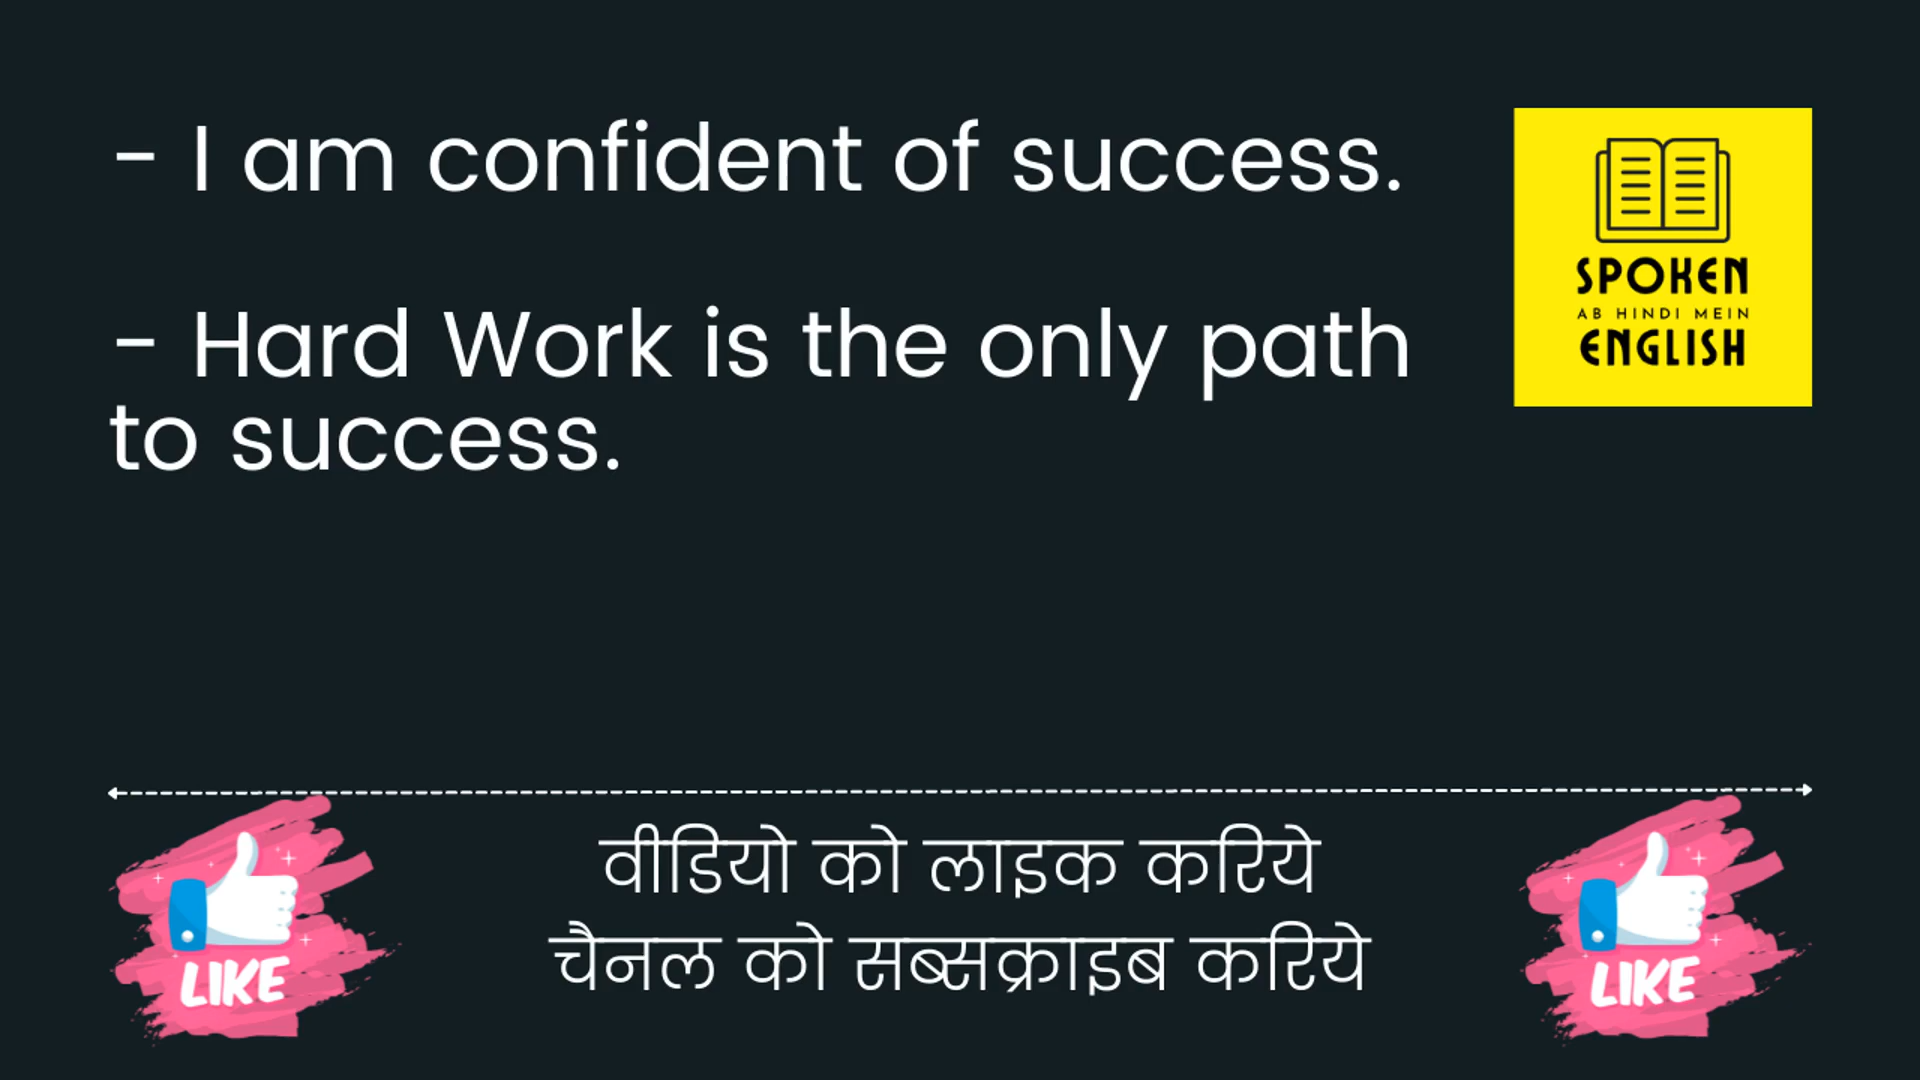 - I am confident of success.
- Hard Work is the only path
to success.
SPOKEN
AB HINDI MEIN
ENGLISH
वीडियो को लाइक करिये
चैनल को सब्सक्राइब करिये
LIKE
LIKE